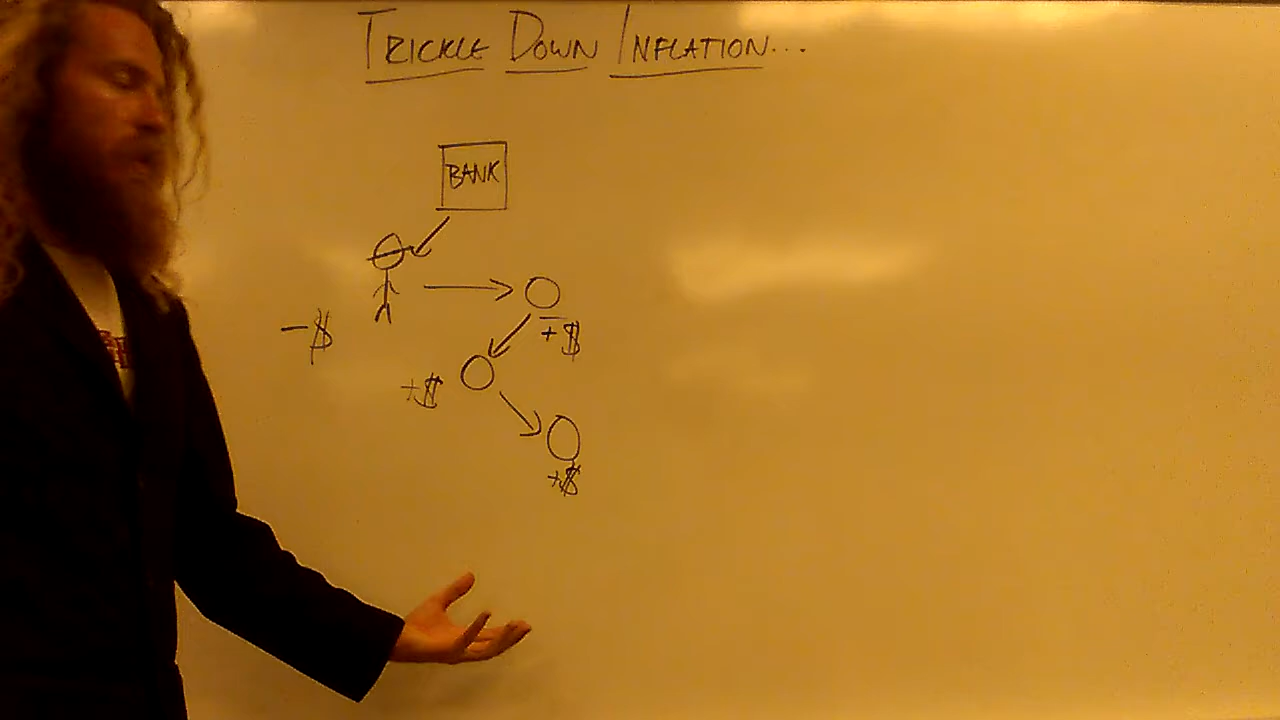 TRICKLE DOWN INFLATION...
BANK
-$
+$
+$
+$